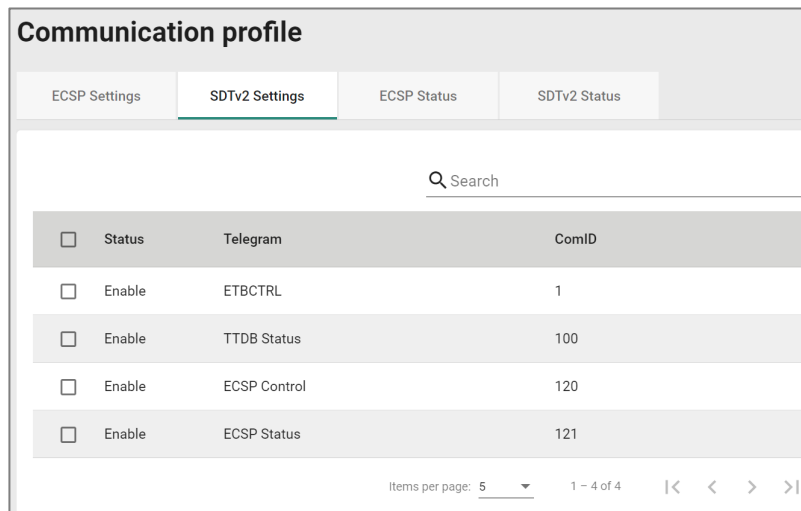 Communication profile
ECSP Settings SDTv2 Settings ECSP Status SDTv2 Status
Search
Status Telegram ComID
Enable ETBCTRL 1
Enable TTDB Status 100
Enable ECSP Control 120
Enable ECSP Status 121
Items per page: 5 1 – 4 of 4